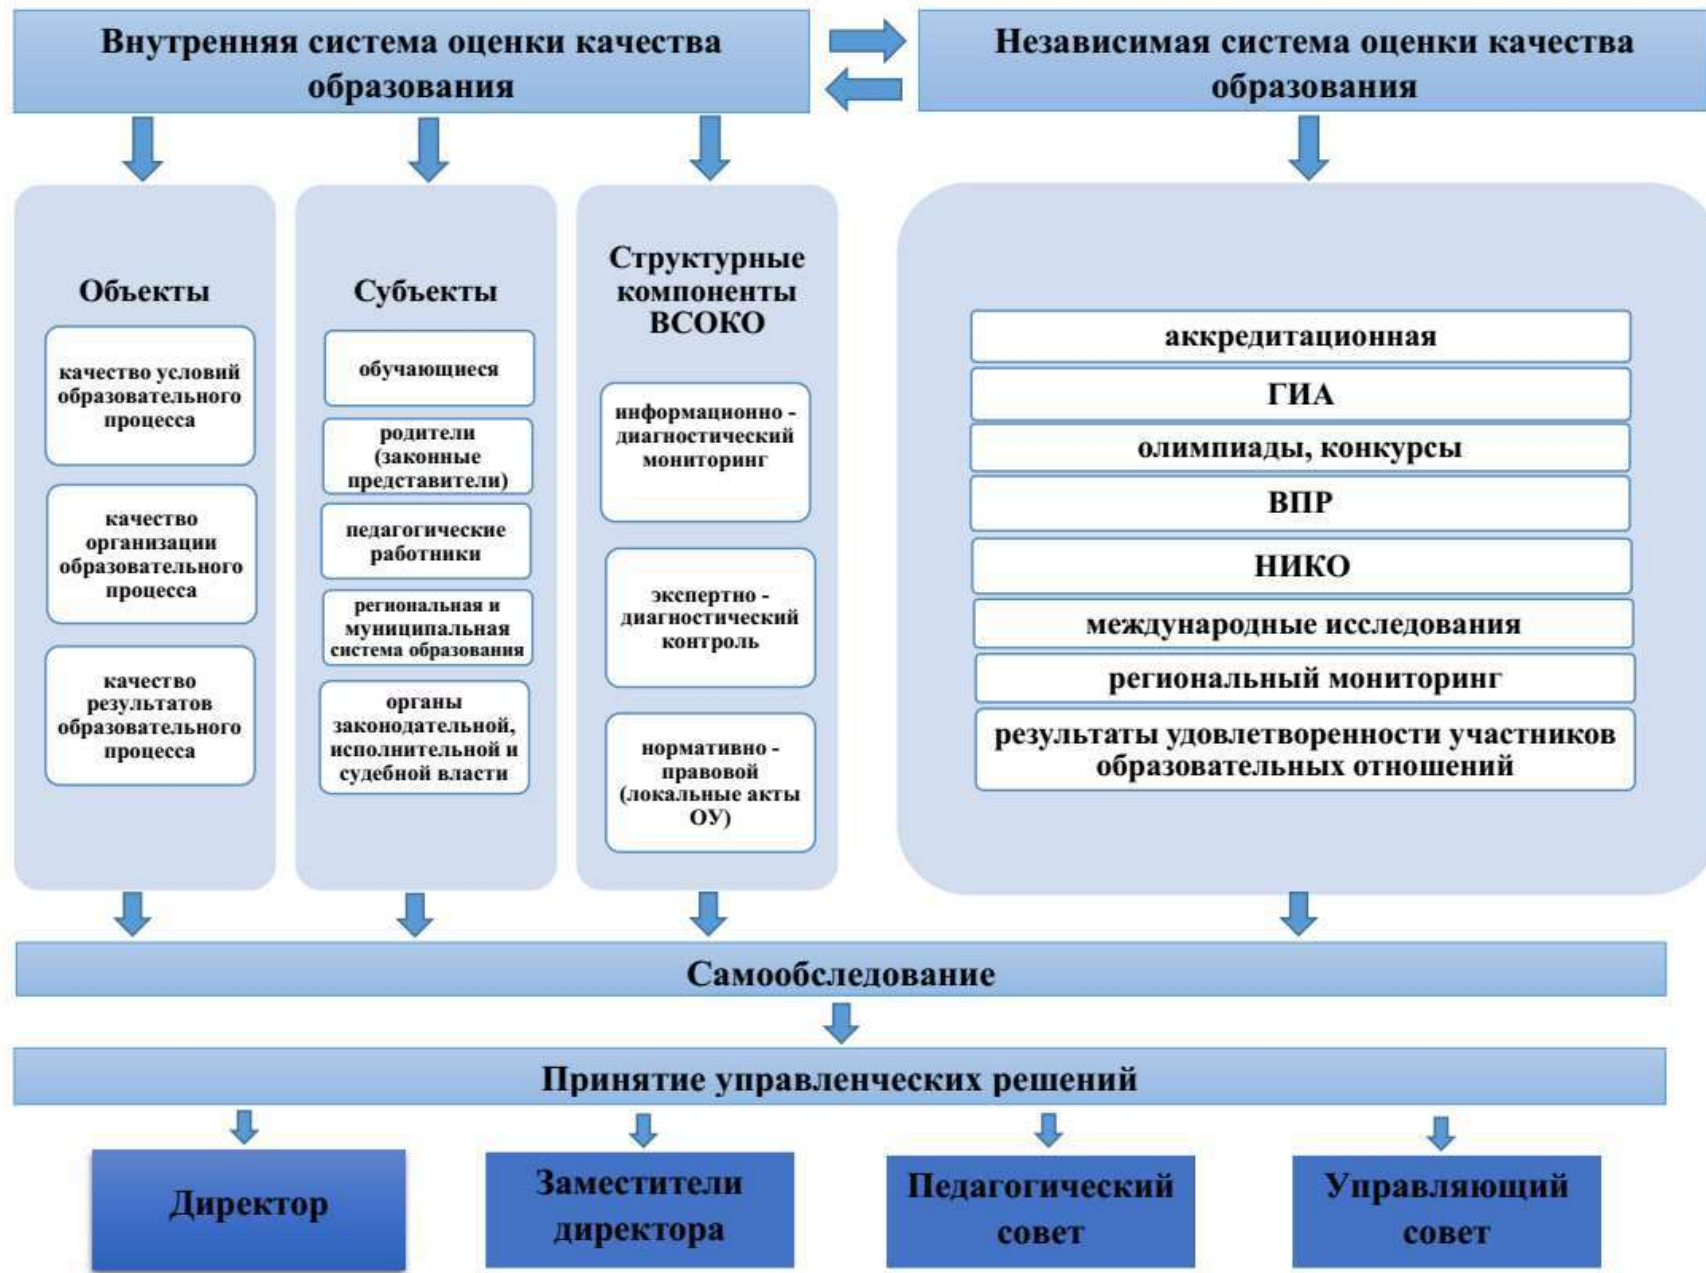 Внутренняя система оценки качества
образования
Независимая система оценки качества
образования
Объекты
качество условий
образовательного
процесса
качество
организации
образовательного
процесса
качество
результатов
образовательного
процесса
Субъекты
обучающиеся
родители
(законные
представители)
педагогические
работники
региональная и
муниципальная
система образования
органы
законодательной,
исполнительной и
судебной власти
Структурные
компоненты
ВСОКО
информационно -
диагностический
мониторинг
экспертно -
диагностический
контроль
нормативно -
правовой
(локальные акты
ОУ)
аккредитационная
ГИА
олимпиады, конкурсы
ВПР
НИКО
международные исследования
региональный мониторинг
результаты удовлетворенности участников
образовательных отношений
Самообследование
Принятие управленческих решений
Директор
Заместители
директора
Педагогический
совет
Управляющий
совет